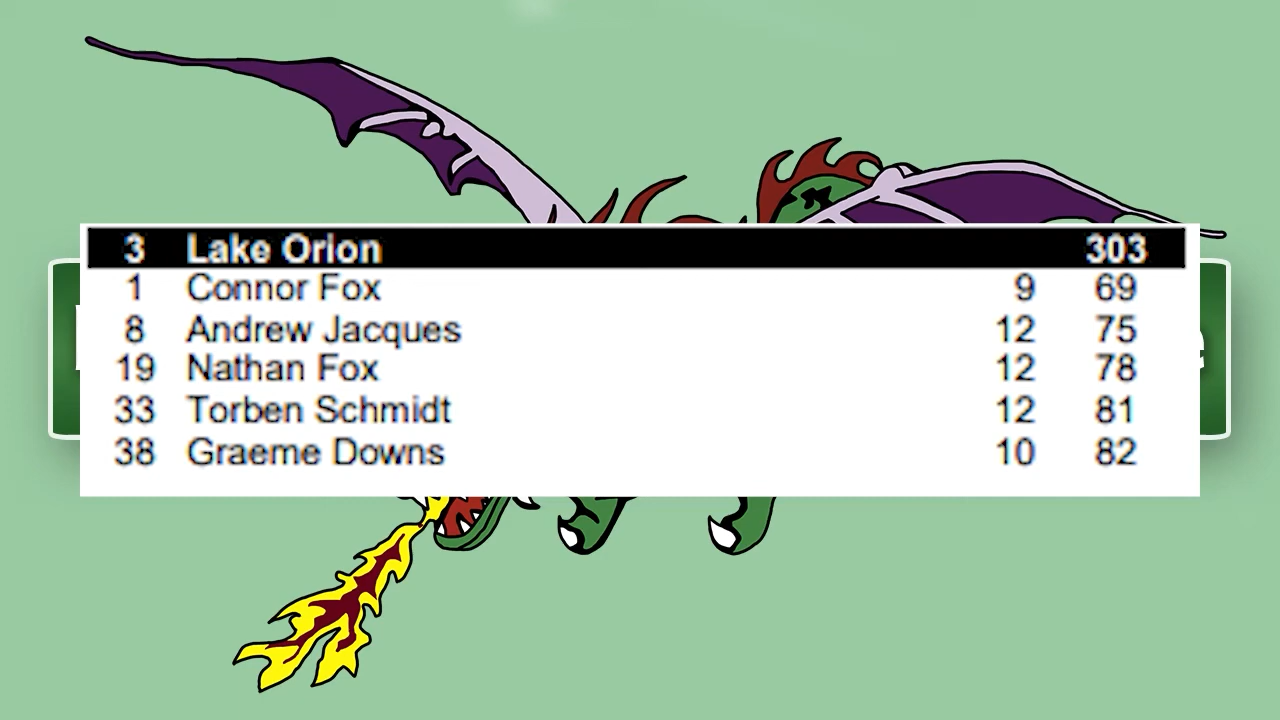 3 Lake Orion 303
1 Connor Fox 9 69
8 Andrew Jacques 12 75
19 Nathan Fox 12 78
33 Torben Schmidt 12 81
38 Graeme Downs 10 82